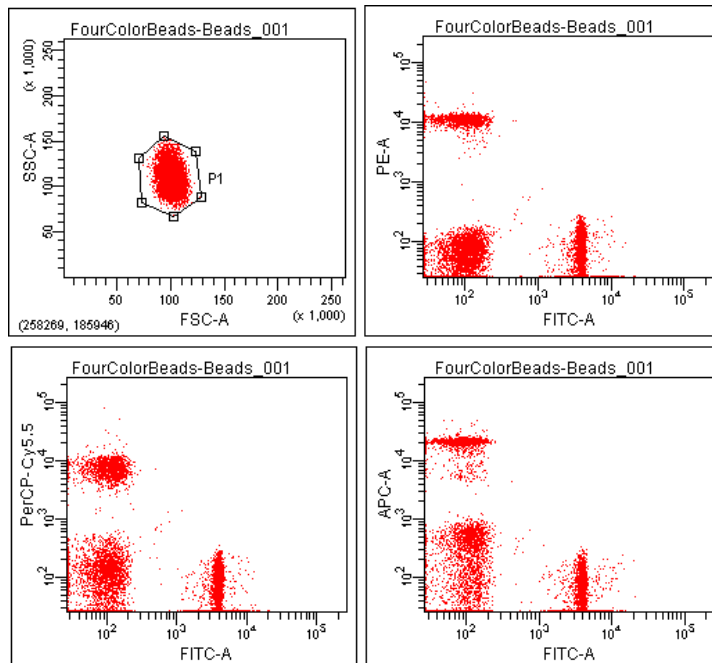 FourColorBeads-Beads_001
(x 1,000)
SSC-A
250
200
150
100
50
P1
50 100 150 200 250
FSC-A
(x 1,000)
(258269, 185946)
FourColorBeads-Beads_001
PE-A
10^5
10^4
10^3
10^2
10^2 10^3 10^4 10^5
FITC-A
FourColorBeads-Beads_001
PerCP-Cy5.5
10^5
10^4
10^3
10^2
10^2 10^3 10^4 10^5
FITC-A
FourColorBeads-Beads_001
APC-A
10^5
10^4
10^3
10^2
10^2 10^3 10^4 10^5
FITC-A